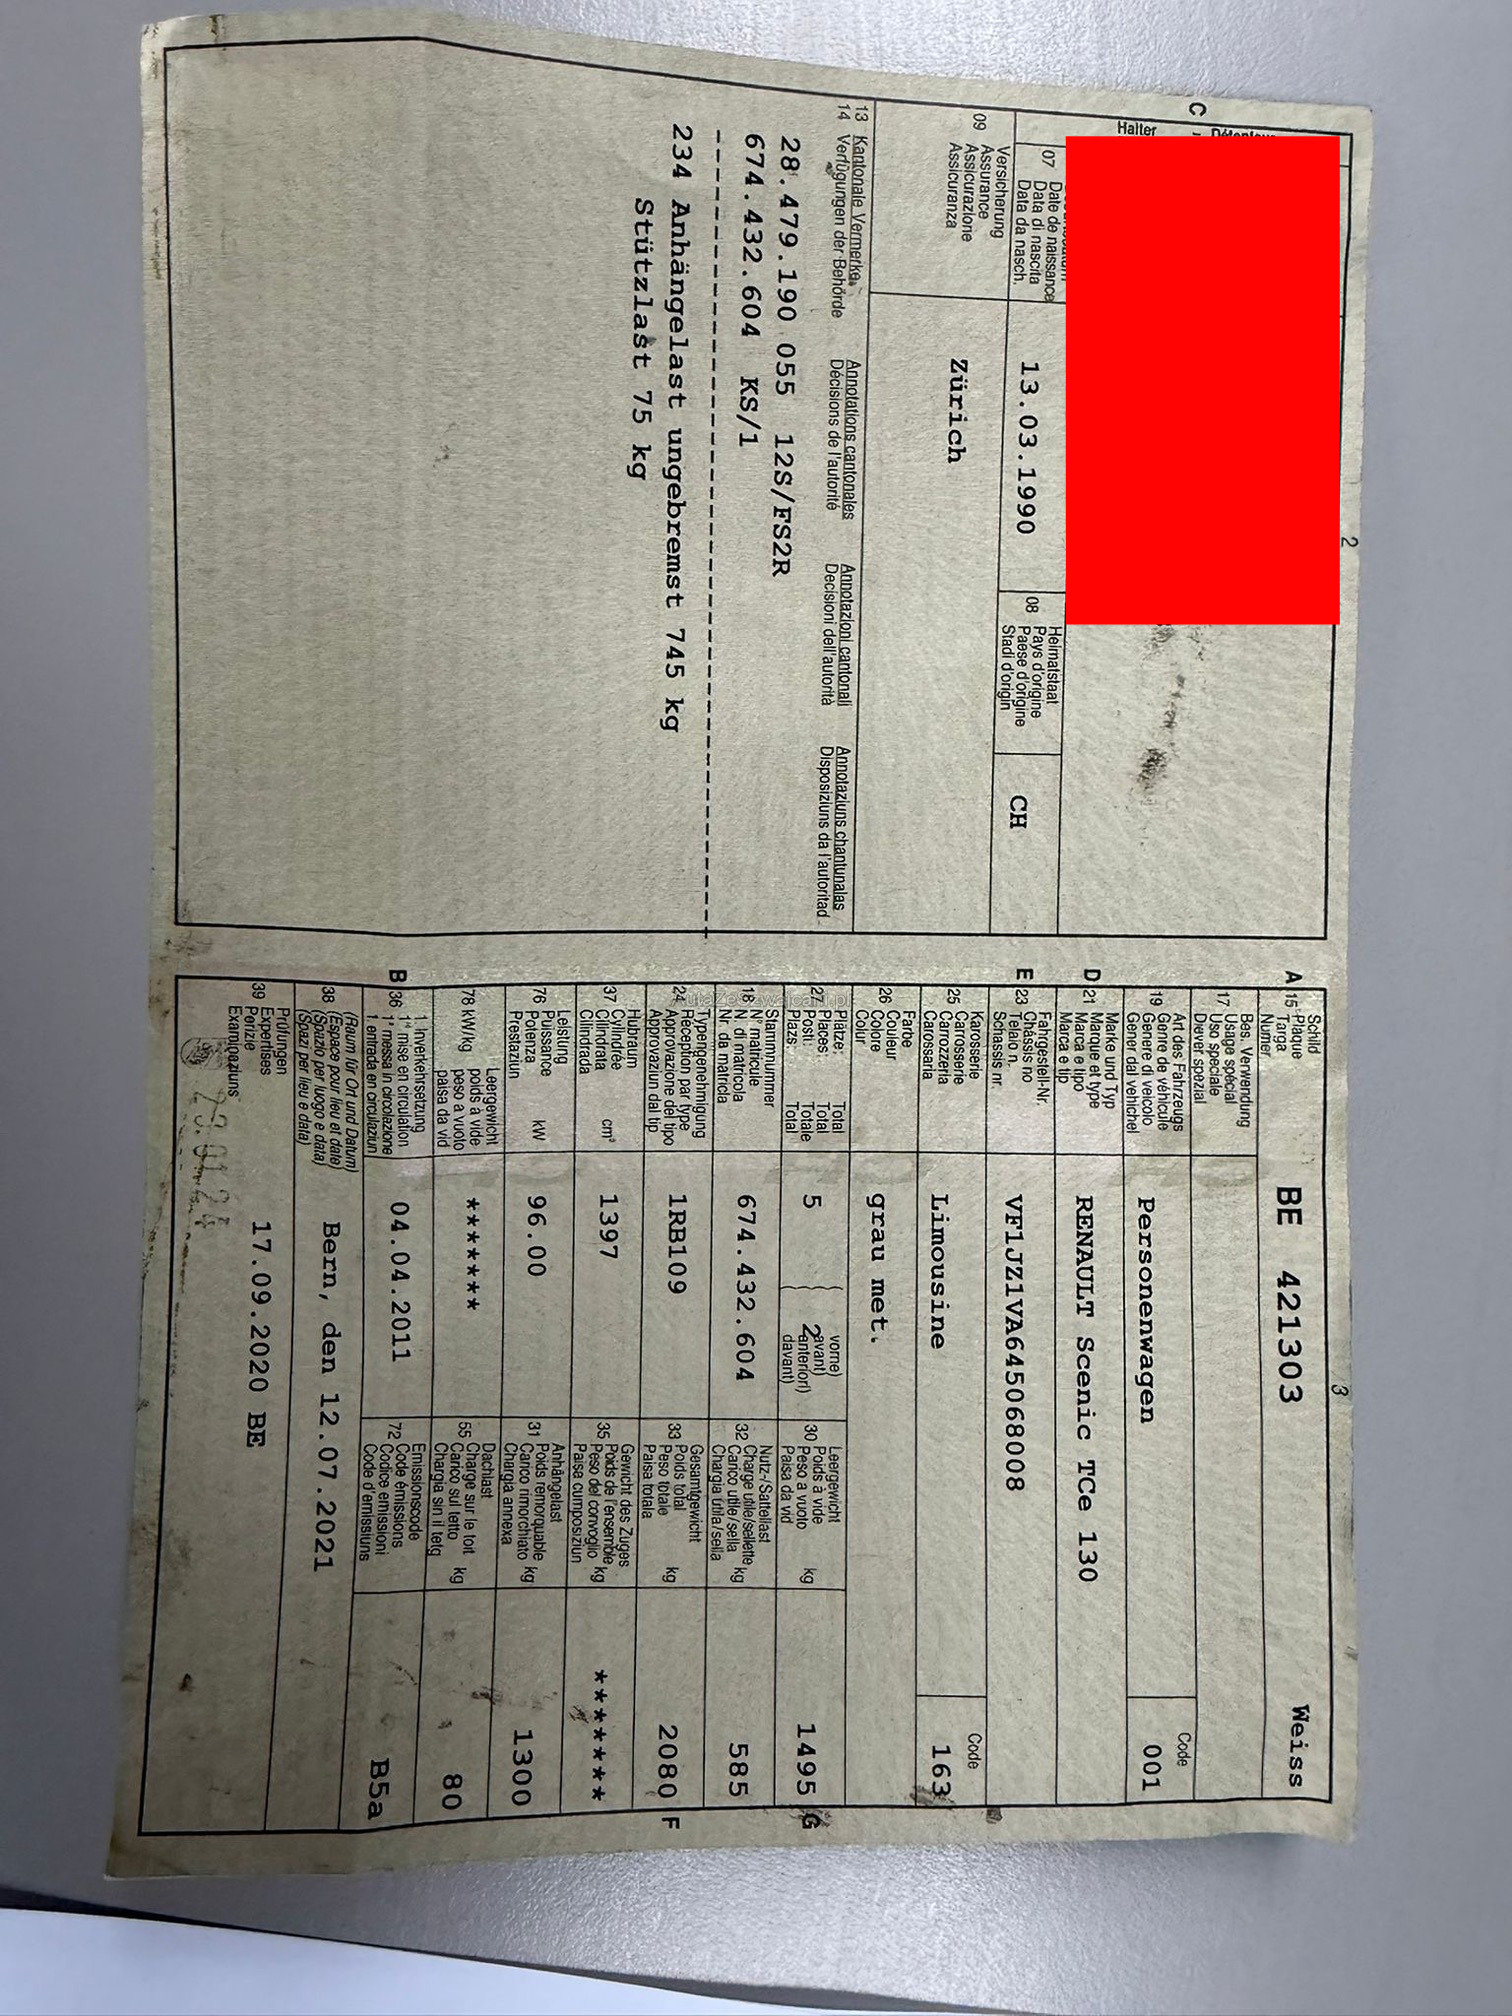 2
C
Halter
07 Date de naissance
Data di nascita
Data da nasch.
13.03.1990
08 Heimatstaat
Pays d'origine
Paese d'origine
Stadi d'origin
CH
09 Versicherung
Assurance
Assicurazione
Assicuranza
Zürich
13 Kantonale Vermerke Annotations cantonales Annotazioni cantonali Annotaziuns chantunalas
14 Verfügungen der Behörde Décisions de l'autorité Decisioni dell'autorità Disposiziuns da l'autoritad
28.479.190 055 12S/FS2R
674.432.604 KS/1
234 Anhängelast ungebremst 745 kg
Stützlast 75 kg
3
A 15 Schild
Plaque
Targa
Numer
BE 421303 Weiss
17 Bes. Verwendung
Usage spécial
Uso speciale
Diever spezial
19 Art des Fahrzeugs
Genre de véhicule
Genere di veicolo
Gener dal vehichel
Personenwagen
Code
001
D 21 Marke und Typ
Marque et type
Marca e tipo
Marca e tip
RENAULT Scenic TCe 130
E 23 Fahrgestell-Nr.
Châssis no
Telaio n.
Schassis nr.
VF1JZ1VA645068008
25 Karosserie
Carrosserie
Carrozzeria
Carossaria
Limousine
Code
163
26 Farbe
Couleur
Colore
Colur
grau met.
27 Plätze: Total
Places: Total
Posti: Totale
Plazs: Total
5
2
vorne)
avant)
anteriori)
davant)
30 Leergewicht
Poids à vide
Peso a vuoto
Paisa da vid
kg
1495 G
18 Stammnummer
N° matricule
N. di matricola
Nr. da matricla
674.432.604
32 Nutz-/Sattellast
Charge utile/sellette
Carico utile/sella
Chargia utila/sella
kg
585
24 Typengenehmigung
Réception par type
Approvazione del tipo
Approvaziun dal tip
1RB109
33 Gesamtgewicht
Poids total
Peso totale
Paisa totala
kg
2080 F
37 Hubraum
Cylindrée
Cilindrata
Cilindrada
cm³
1397
35 Gewicht des Zuges
Poids de l'ensemble
Peso del convoglio
Paisa cumposiziun
kg
*******
76 Leistung
Puissance
Potenza
Prestaziun
kW
96.00
31 Anhängelast
Poids remorquable
Carico rimorchiato
Chargia annexa
kg
1300
78 kW/kg
Leergewicht
poids à vide
peso a vuoto
paisa da vid
*******
55 Dachlast
Charge sur le toit
Carico sul tetto
Chargia sin il tetg
kg
80
B 36 1. Inverkehrsetzung
1re mise en circulation
1a messa in circolazione
1. entrada en circulaziun
04.04.2011
72 Emissionscode
Code émissions
Codice emissioni
Code d'emissiuns
B5a
38 (Raum für Ort und Datum)
(Espace pour lieu et date)
(Spazio per luogo e data)
(Spazi per lieu e data)
Bern, den 12.07.2021
39 Prüfungen
Expertises
Perizie
Examinaziuns
17.09.2020 BE
23.01.24
AutaZeSzwajcarii.pl